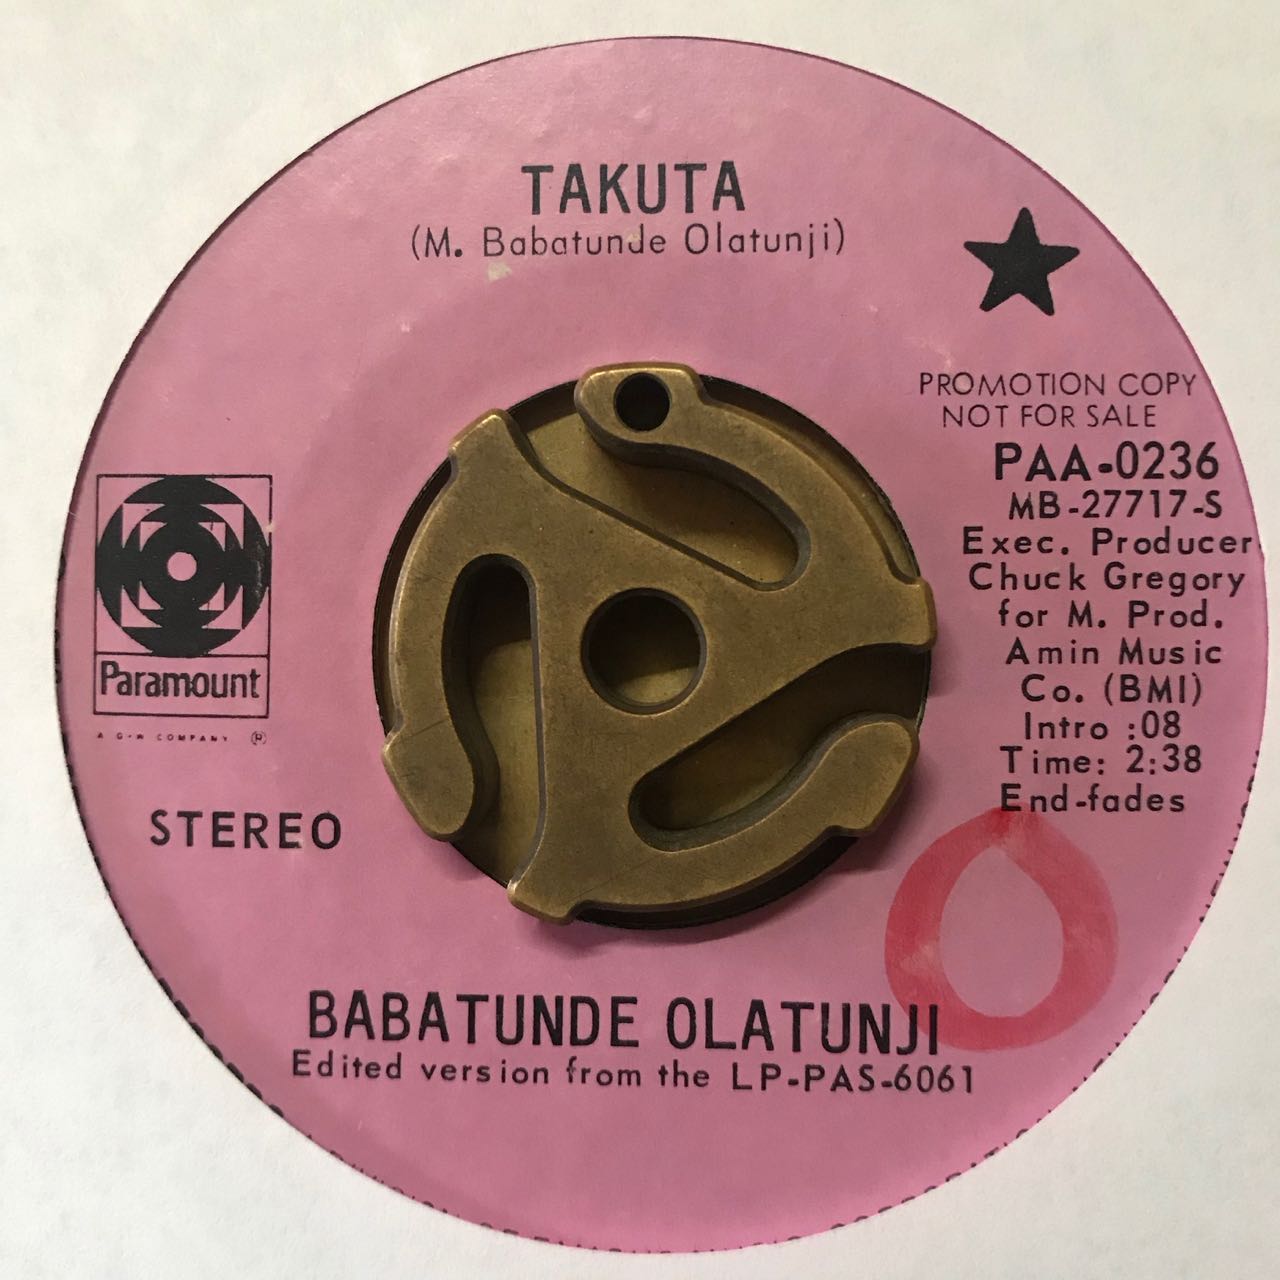 TAKUTA
(M. Babatunde Olatunji)
PROMOTION COPY
NOT FOR SALE
PAA-0236
MB-27717-S
Exec. Producer
Chuck Gregory
for M. Prod.
Amin Music
Co. (BMI)
Intro :08
Time: 2:38
End-fades
Paramount
A G+W COMPANY ®
STEREO
BABATUNDE OLATUNJI
Edited version from the LP-PAS-6061